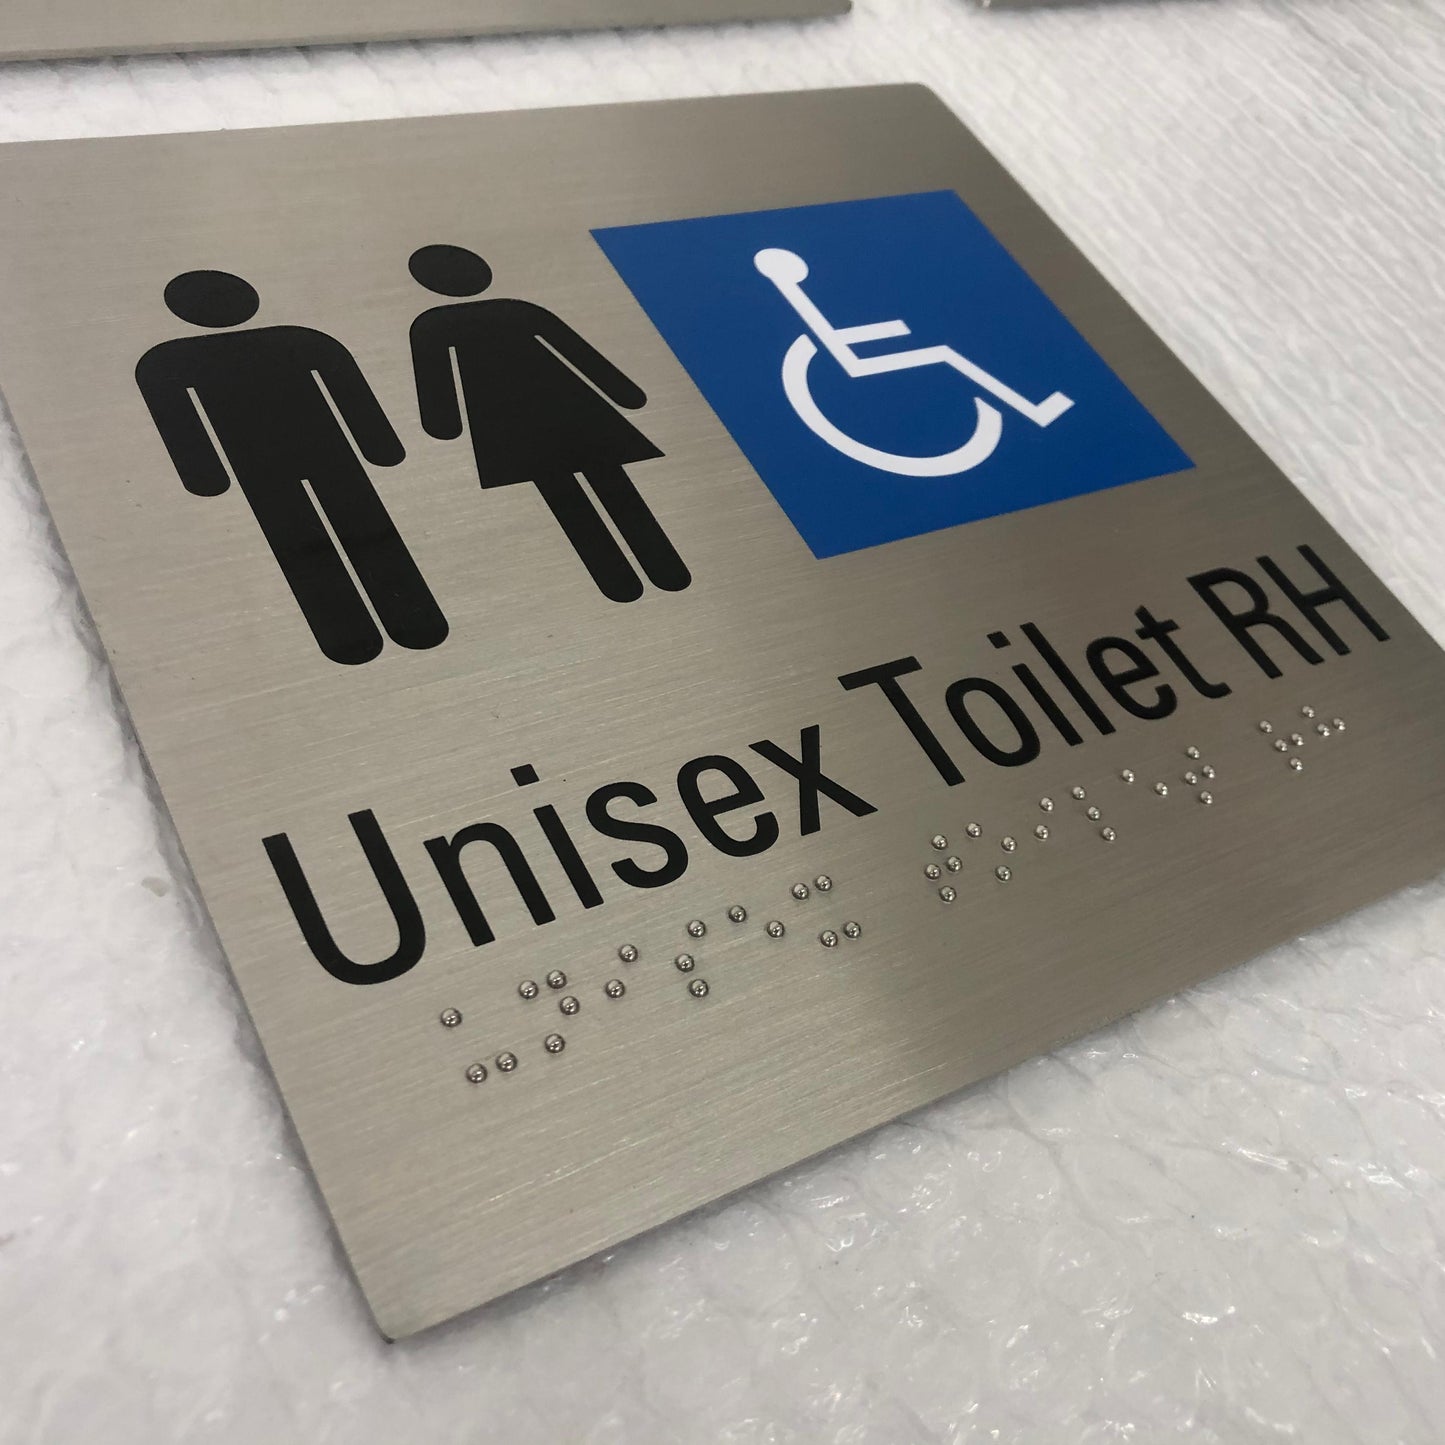 Unisex Toilet RH
⠥⠝⠊⠎⠑⠭ ⠞⠕⠊⠇⠑⠞ ⠗⠓